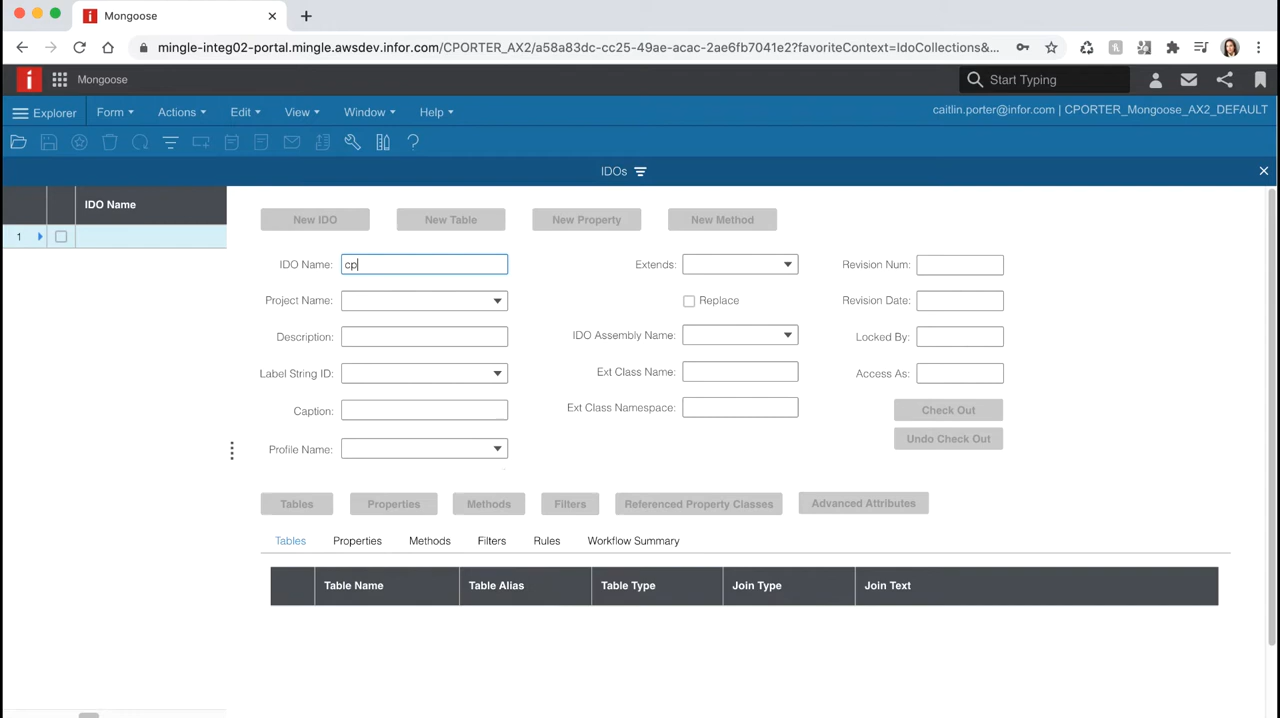 Mongoose
mingle-integ02-portal.mingle.awsdev.infor.com/CPORTER_AX2/a58a83dc-cc25-49ae-acac-2ae6fb7041e2?favoriteContext=IdoCollections&...
Mongoose
Start Typing
Explorer Form Actions Edit View Window Help
caitlin.porter@infor.com | CPORTER_Mongoose_AX2_DEFAULT
IDOs
IDO Name
1
New IDO New Table New Property New Method
IDO Name: cp Extends: Revision Num:
Project Name: Replace Revision Date:
Description: IDO Assembly Name: Locked By:
Label String ID: Ext Class Name: Access As:
Caption: Ext Class Namespace: Check Out
Undo Check Out
Profile Name:
Tables Properties Methods Filters Referenced Property Classes Advanced Attributes
Tables Properties Methods Filters Rules Workflow Summary
Table Name Table Alias Table Type Join Type Join Text